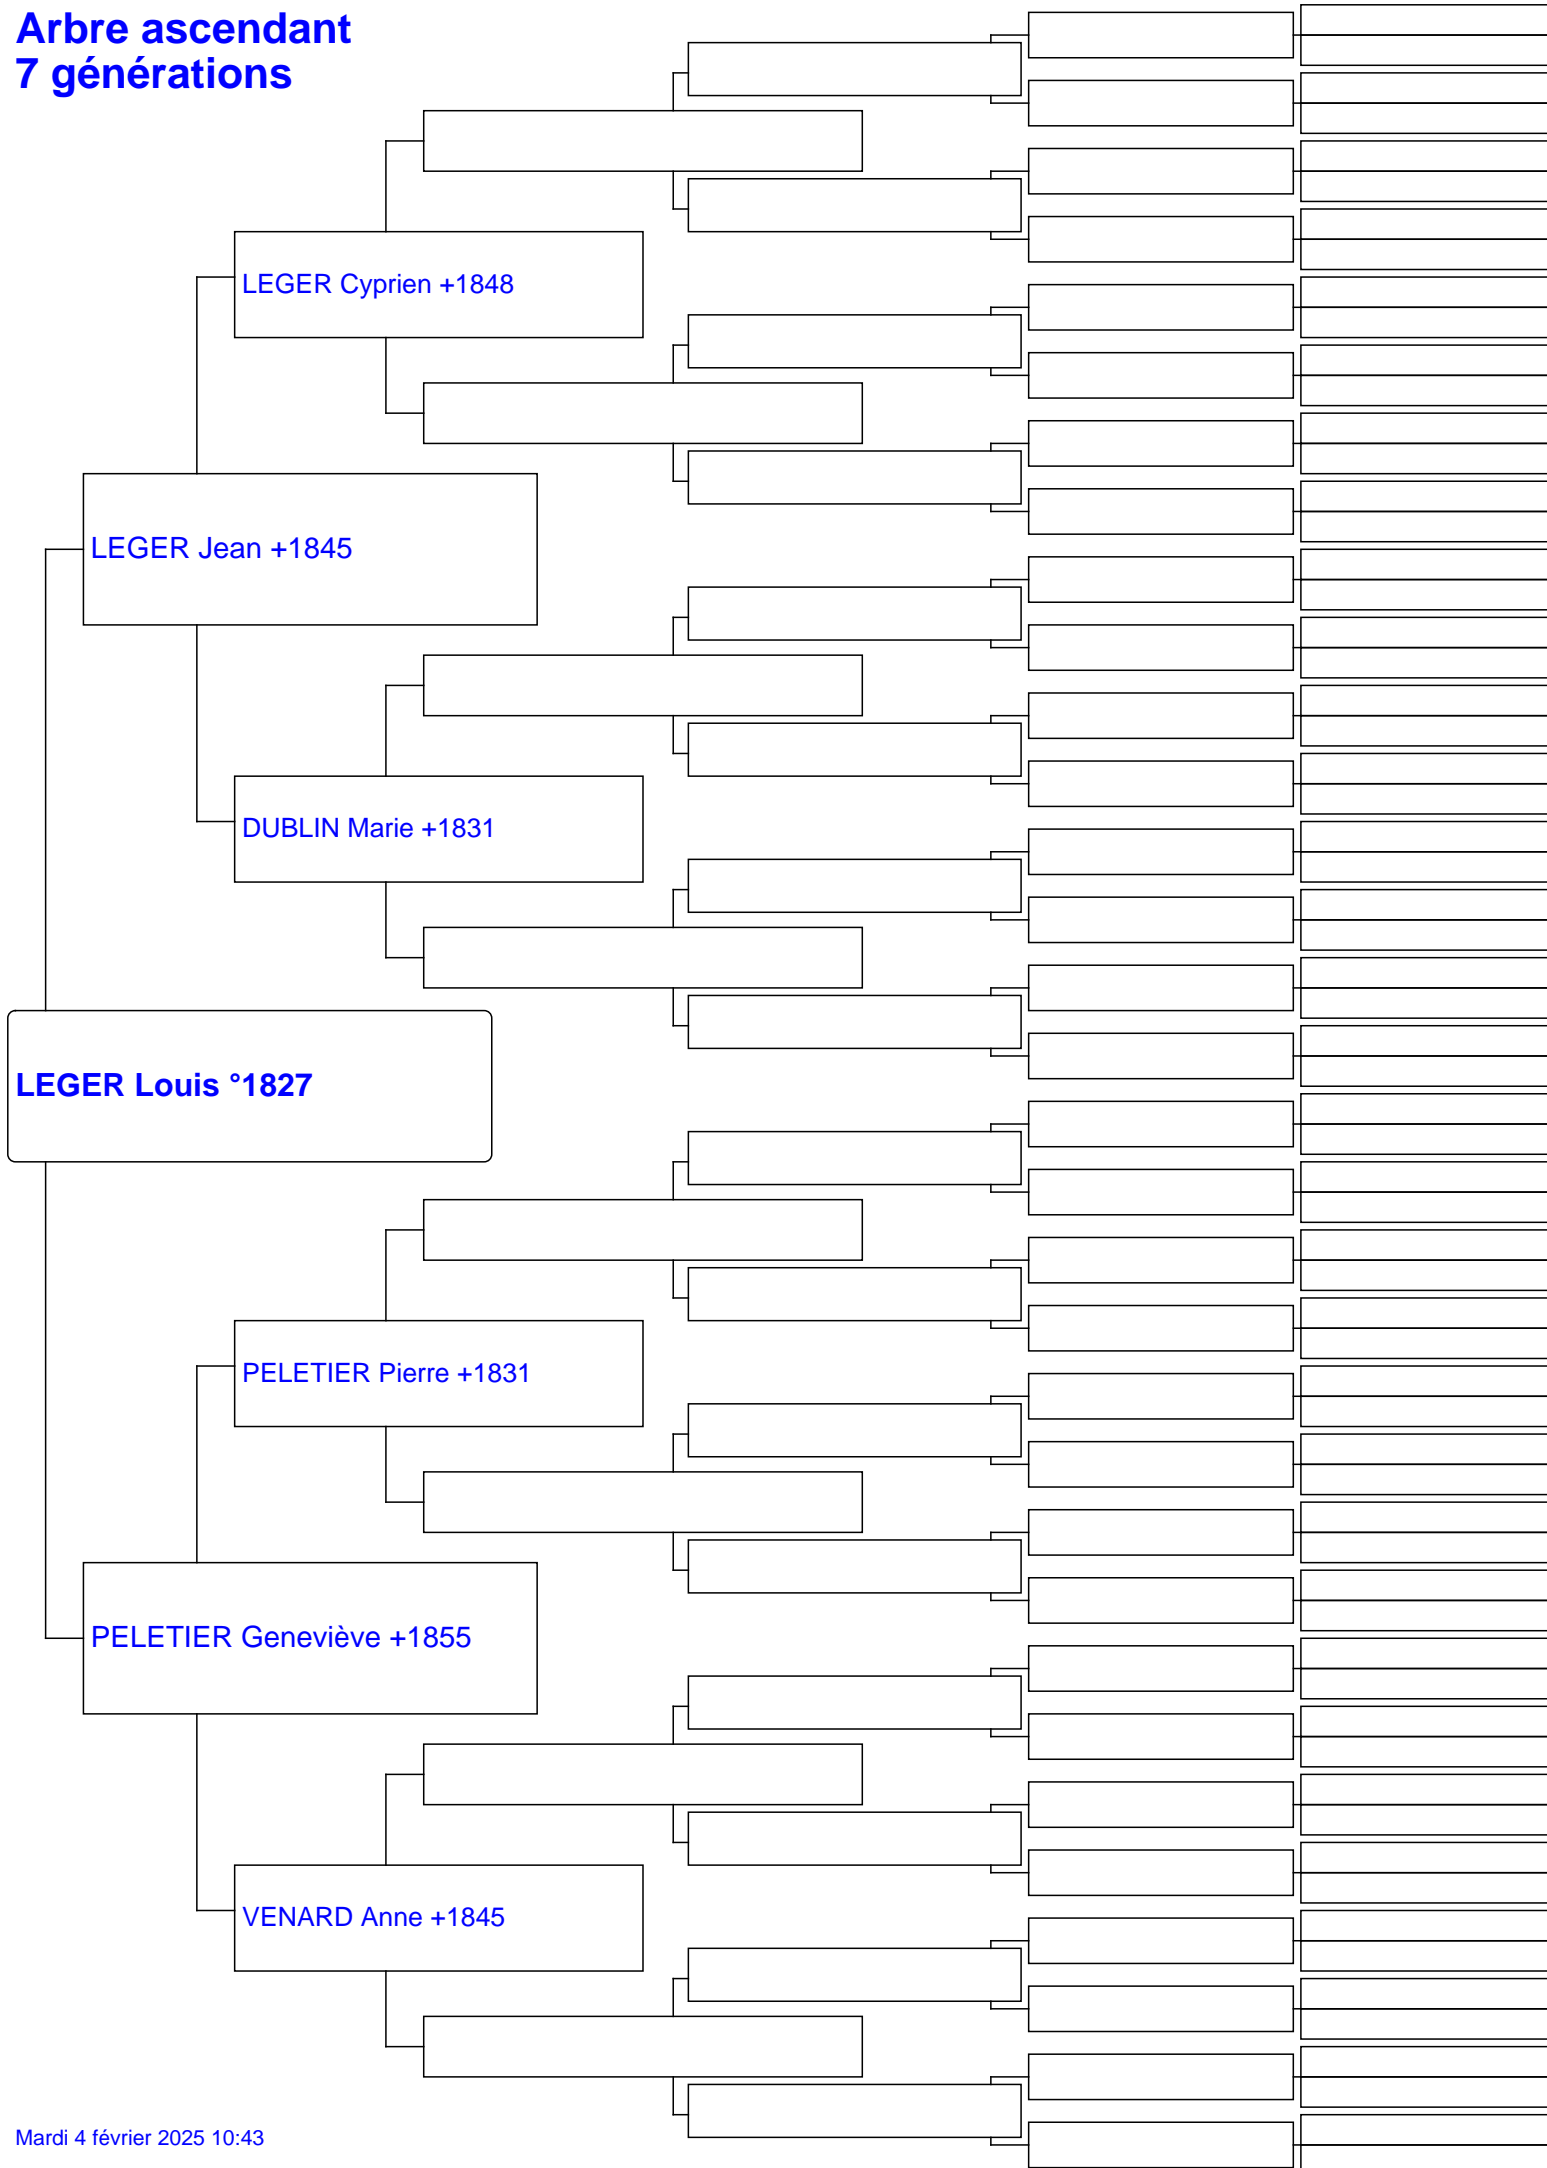 Arbre ascendant
7 générations
LEGER Cyprien +1848
LEGER Jean +1845
DUBLIN Marie +1831
LEGER Louis °1827
PELETIER Pierre +1831
PELETIER Geneviève +1855
VENARD Anne +1845
Mardi 4 février 2025 10:43